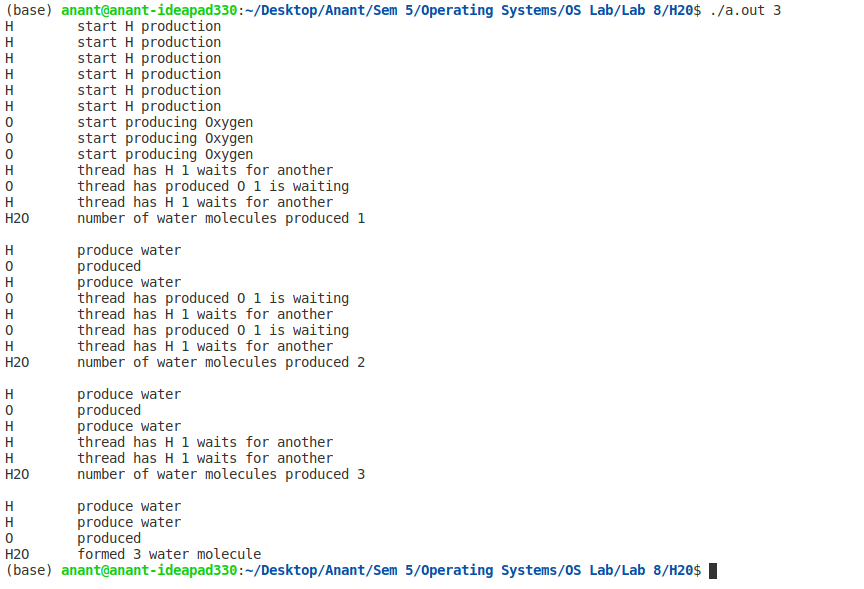 (base) anant@anant-ideapad330:~/Desktop/Anant/Sem 5/Operating Systems/OS Lab/Lab 8/H20$ ./a.out 3
H start H production
H start H production
H start H production
H start H production
H start H production
H start H production
O start producing Oxygen
O start producing Oxygen
O start producing Oxygen
H thread has H 1 waits for another
O thread has produced O 1 is waiting
H thread has H 1 waits for another
H2O number of water molecules produced 1
H produce water
O produced
H produce water
O thread has produced O 1 is waiting
H thread has H 1 waits for another
O thread has produced O 1 is waiting
H thread has H 1 waits for another
H2O number of water molecules produced 2
H produce water
O produced
H produce water
H thread has H 1 waits for another
H thread has H 1 waits for another
H2O number of water molecules produced 3
H produce water
H produce water
O produced
H2O formed 3 water molecule
(base) anant@anant-ideapad330:~/Desktop/Anant/Sem 5/Operating Systems/OS Lab/Lab 8/H20$